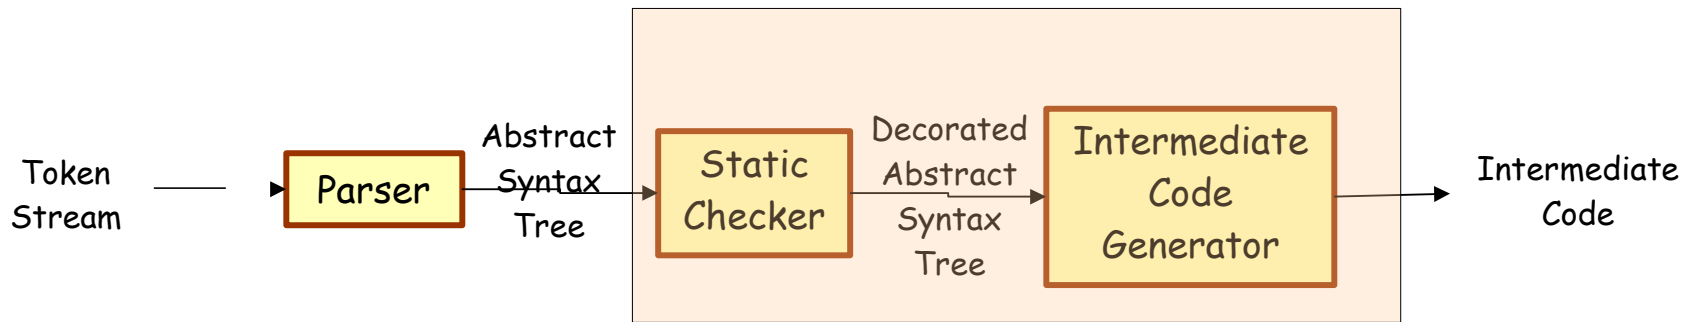 Token
Stream
Parser
Abstract
Syntax
Tree
Static
Checker
Decorated
Abstract
Syntax
Tree
Intermediate
Code
Generator
Intermediate
Code